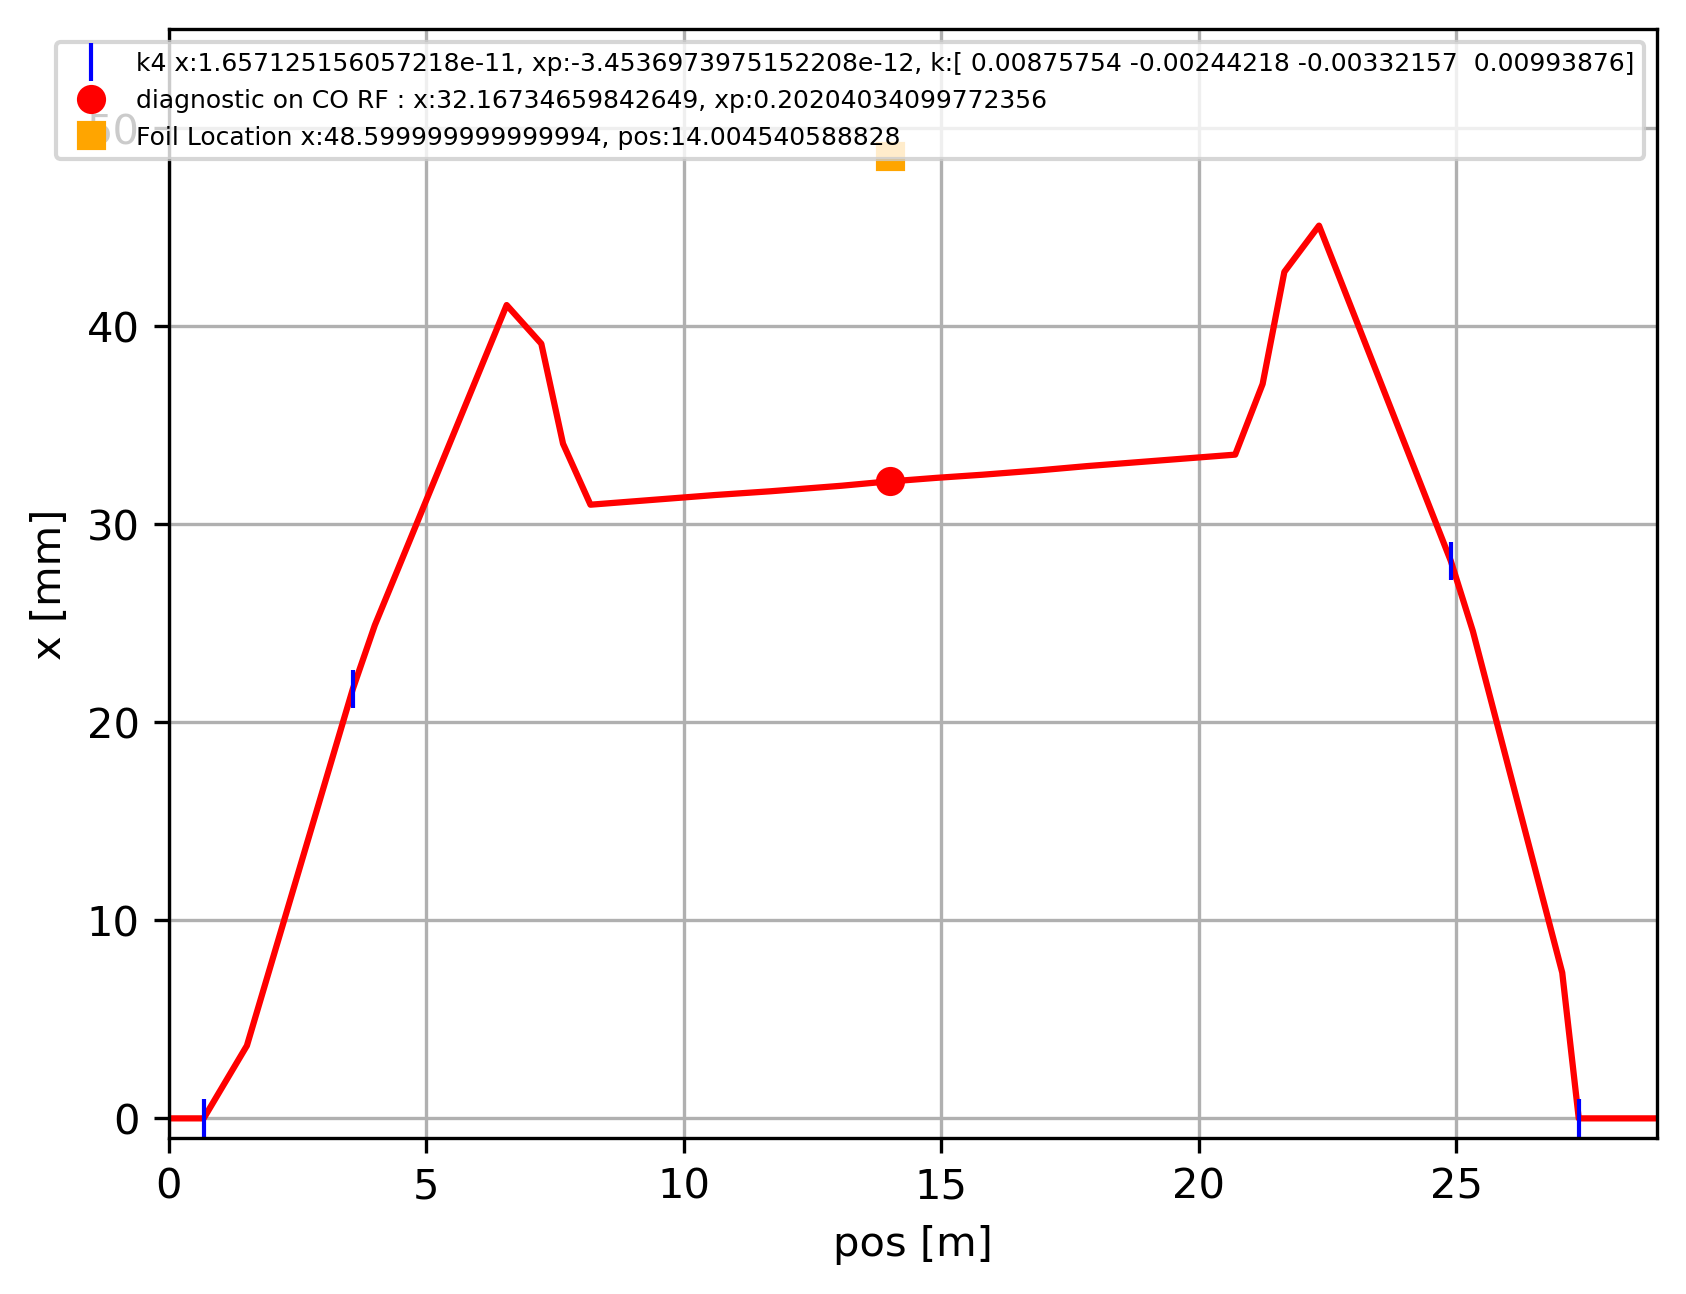 k4 x:1.657125156057218e-11, xp:-3.4536973975152208e-12, k:[ 0.00875754 -0.00244218 -0.00332157  0.00993876]
diagnostic on CO RF : x:32.16734659842649, xp:0.20204034099772356
Foil Location x:48.599999999999994, pos:14.004540588828
50
40
30
20
10
0
x [mm]
0 5 10 15 20 25
pos [m]